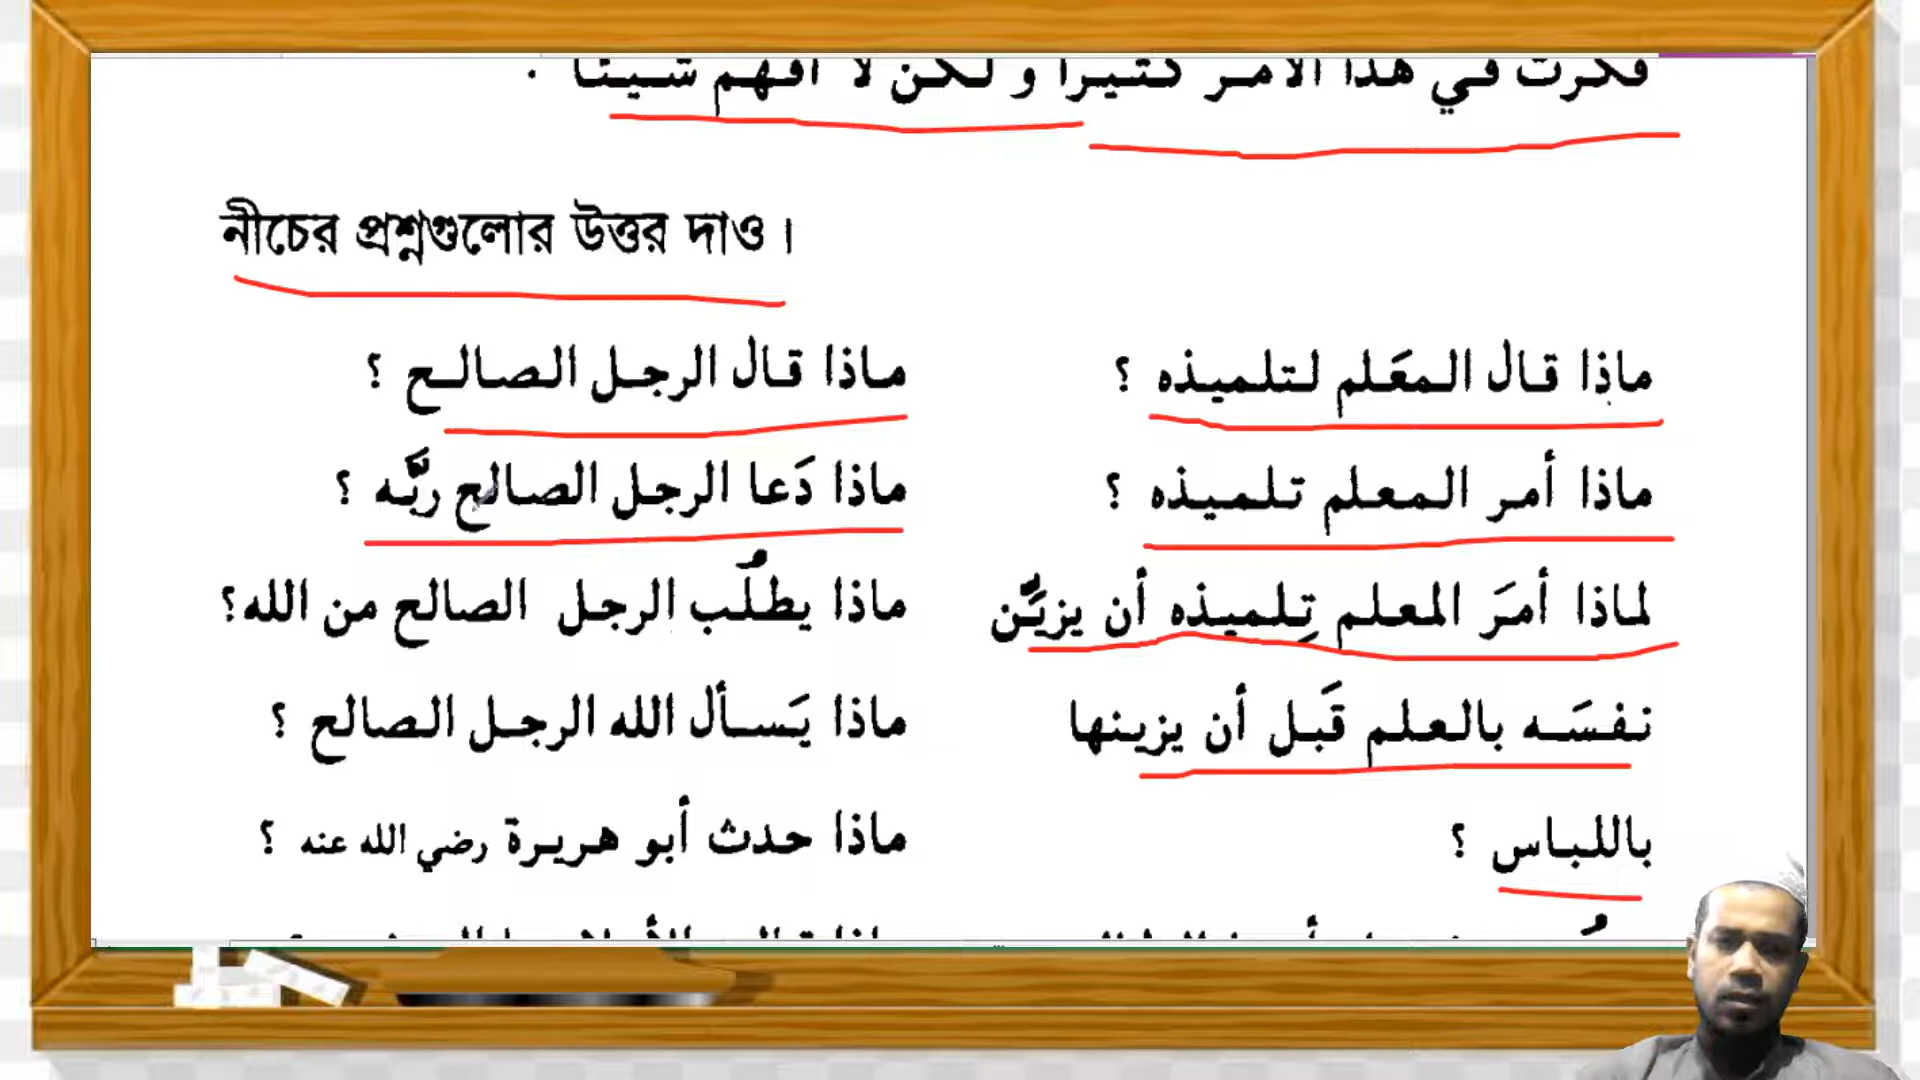 فكرت في هذا الأمر كثيرا و لكن لا أفهم شيئا .
নীচের প্রশ্নগুলোর উত্তর দাও।
ماذا قال المعَلم لتلميذه ؟
ماذا أمر المعلم تلميذه ؟
لماذا أمَر المعلم تِلميذه أن يزيَّن
نفسَه بالعلم قَبل أن يزينها
باللباس ؟
ماذا قال الرجل الصالح ؟
ماذا دَعا الرجل الصالح ربَّه ؟
ماذا يطلُب الرجل الصالح من الله؟
ماذا يَسأل الله الرجل الصالح ؟
ماذا حدث أبو هريرة رضي الله عنه ؟